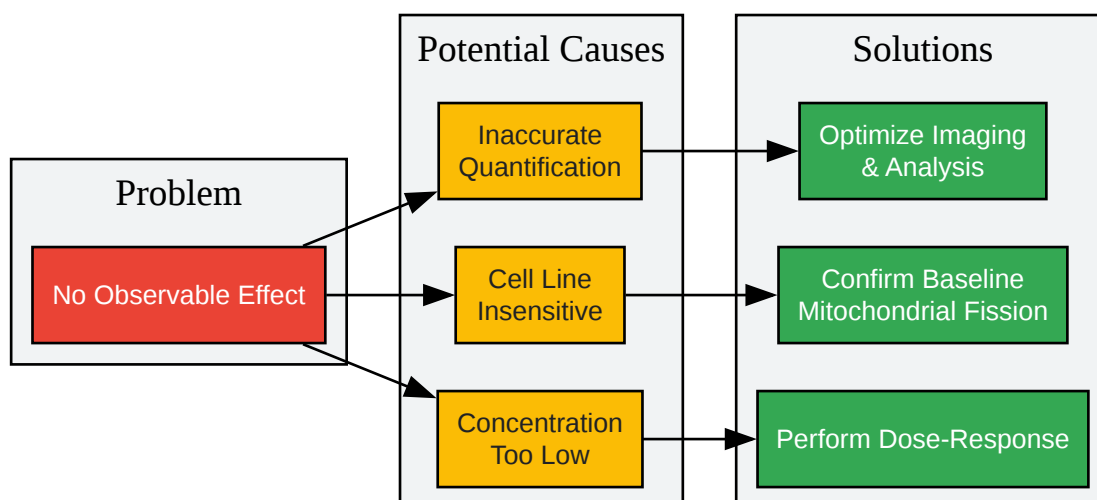 Problem
No Observable Effect
Potential Causes
Inaccurate
Quantification
Cell Line
Insensitive
Concentration
Too Low
Solutions
Optimize Imaging
& Analysis
Confirm Baseline
Mitochondrial Fission
Perform Dose-Response